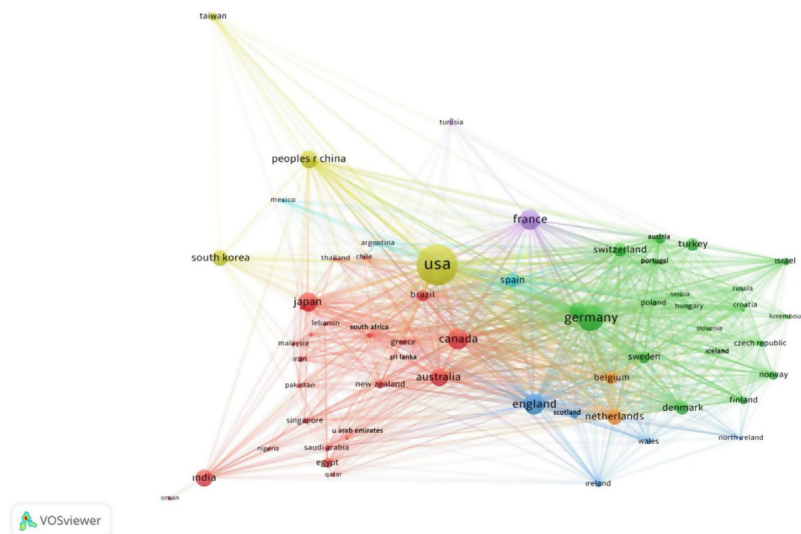 taiwan
tunisia
peoples r china
mexico
france
austria
switzerland
turkey
argentina
south korea
thailand
chile
portugal
israel
usa
spain
brazil
japan
serbia
russia
poland
hungary
croatia
luxembou
germany
lebanon
south africa
slovenia
malaysia
greece
canada
czech republic
iceland
iran
sri lanka
sweden
pakistan
new zealand
australia
belgium
norway
england
scotland
netherlands
denmark
finland
singapore
u arab emirates
wales
north ireland
nigeria
saudi arabia
egypt
qatar
india
ireland
oman
VOSviewer